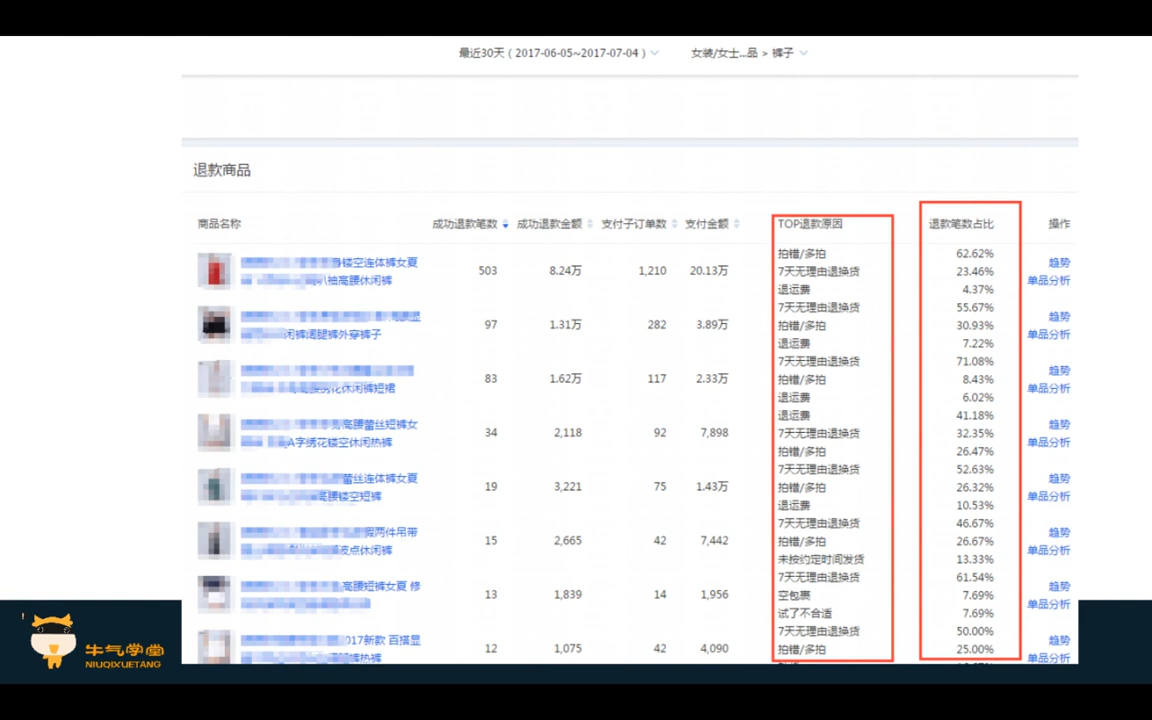 最近30天 ( 2017-06-05~2017-07-04 ) 女装/女士...品 > 裤子
退款商品
商品名称 成功退款笔数 成功退款金额 支付子订单数 支付金额 TOP退款原因 退款笔数占比 操作
镂空连体裤女夏
袖高腰休闲裤
503 8.24万 1,210 20.13万
拍错/多拍 62.62%
7天无理由退换货 23.46%
退运费 4.37%
趋势
单品分析
闲裤阔腿裤外穿裤子
97 1.31万 282 3.89万
7天无理由退换货 55.67%
拍错/多拍 30.93%
退运费 7.22%
趋势
单品分析
绣花休闲裤短裙
83 1.62万 117 2.33万
7天无理由退换货 71.08%
拍错/多拍 8.43%
退运费 6.02%
趋势
单品分析
高腰蕾丝短裤女
A字绣花镂空休闲热裤
34 2,118 92 7,898
退运费 41.18%
7天无理由退换货 32.35%
拍错/多拍 26.47%
趋势
单品分析
蕾丝连体裤女夏
高腰镂空短裤
19 3,221 75 1.43万
7天无理由退换货 52.63%
拍错/多拍 26.32%
退运费 10.53%
趋势
单品分析
假两件吊带
波点休闲裤
15 2,665 42 7,442
7天无理由退换货 46.67%
拍错/多拍 26.67%
未按约定时间发货 13.33%
趋势
单品分析
高腰短裤女夏 修
13 1,839 14 1,956
7天无理由退换货 61.54%
空包裹 7.69%
试了不合适 7.69%
趋势
单品分析
017新款 百搭显
裤热裤
12 1,075 42 4,090
7天无理由退换货 50.00%
拍错/多拍 25.00%
趋势
单品分析
牛气学堂
NIUQIXUETANG